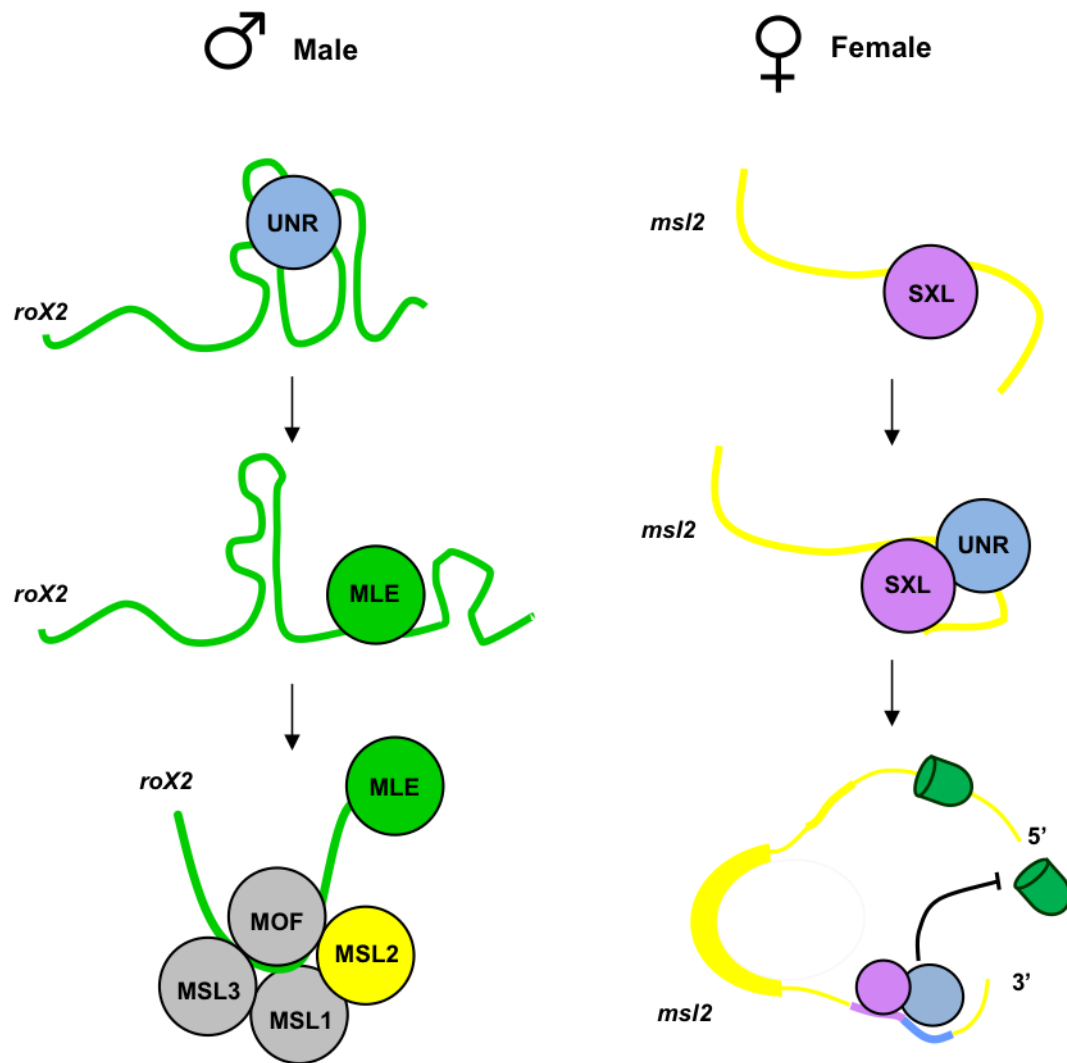 Male
Female
UNR
roX2
msl2
SXL
MLE
roX2
msl2
UNR
SXL
roX2
MLE
MOF
MSL2
MSL3
MSL1
5’
3’
msl2